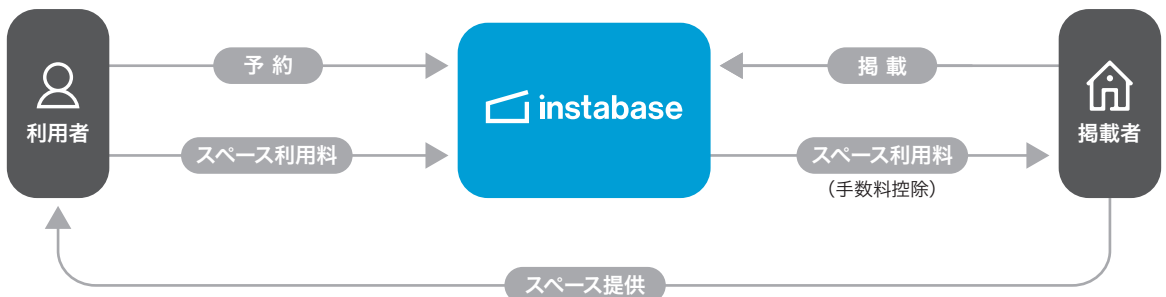 利用者
予約
スペース利用料
instabase
掲載
スペース利用料
(手数料控除)
掲載者
スペース提供